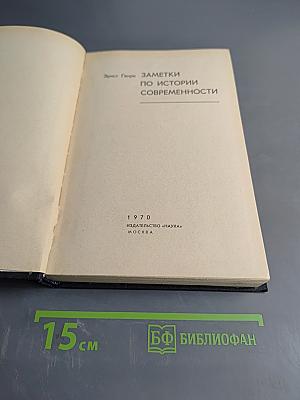 Эрнст Генри ЗАМЕТКИ
ПО ИСТОРИИ
СОВРЕМЕННОСТИ
1970
ИЗДАТЕЛЬСТВО «НАУКА»
МОСКВА
15 см
БФ БИБЛИОФАН